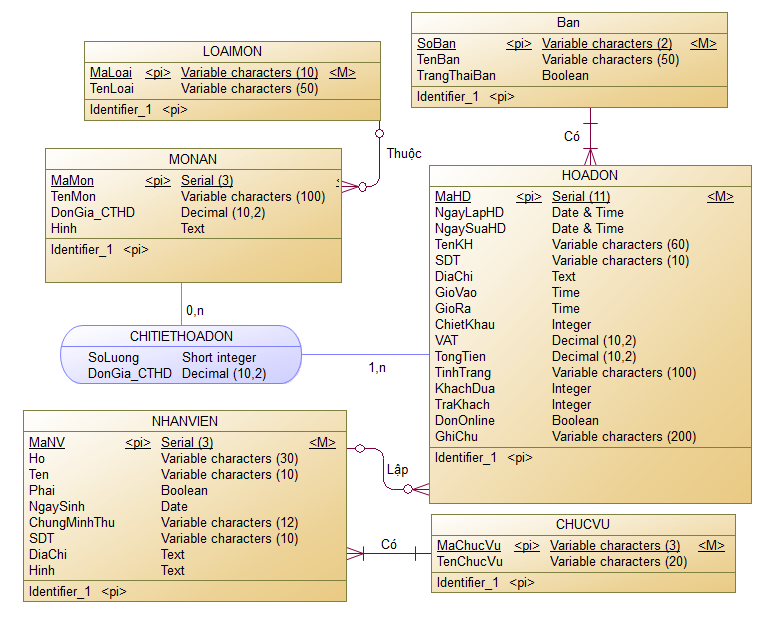 LOAIMON
MaLoai <pi> Variable characters (10) <M>
TenLoai Variable characters (50)
Identifier_1 <pi>
Ban
SoBan <pi> Variable characters (2) <M>
TenBan Variable characters (50)
TrangThaiBan Boolean
Identifier_1 <pi>
Thuộc
Có
MONAN
MaMon <pi> Serial (3)
TenMon Variable characters (100)
DonGia_CTHD Decimal (10,2)
Hinh Text
Identifier_1 <pi>
HOADON
MaHD <pi> Serial (11) <M>
NgayLapHD Date & Time
NgaySuaHD Date & Time
TenKH Variable characters (60)
SDT Variable characters (10)
DiaChi Text
GioVao Time
GioRa Time
ChietKhau Integer
VAT Decimal (10,2)
TongTien Decimal (10,2)
TinhTrang Variable characters (100)
KhachDua Integer
TraKhach Integer
DonOnline Boolean
GhiChu Variable characters (200)
Identifier_1 <pi>
0,n
CHITIETHOADON
SoLuong Short integer
DonGia_CTHD Decimal (10,2)
1,n
NHANVIEN
MaNV <pi> Serial (3) <M>
Ho Variable characters (30)
Ten Variable characters (10)
Phai Boolean
NgaySinh Date
ChungMinhThu Variable characters (12)
SDT Variable characters (10)
DiaChi Text
Hinh Text
Identifier_1 <pi>
Lập
Có
CHUCVU
MaChucVu <pi> Variable characters (3) <M>
TenChucVu Variable characters (20)
Identifier_1 <pi>